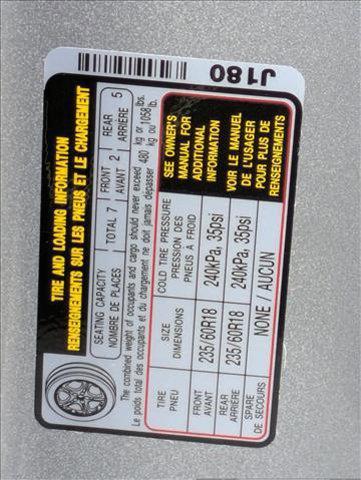 J180
TIRE AND LOADING INFORMATION
RENSEIGNEMENTS SUR LES PNEUS ET LE CHARGEMENT
SEATING CAPACITY
NOMBRE DE PLACES
TOTAL 7
FRONT
AVANT 2
REAR
ARRIÈRE 5
The combined weight of occupants and cargo should never exceed 480 kg or 1058 lbs.
Le poids total des occupants et du chargement ne doit jamais dépasser 480 kg ou 1058 lb.
TIRE
PNEU
SIZE
DIMENSIONS
COLD TIRE PRESSURE
PRESSION DES
PNEUS À FROID
FRONT
AVANT
235/60R18
240kPa, 35psi
REAR
ARRIÈRE
235/60R18
240kPa, 35psi
SPARE
DE SECOURS
NONE / AUCUN
SEE OWNER'S
MANUAL FOR
ADDITIONAL
INFORMATION
VOIR LE MANUEL
DE L'USAGER
POUR PLUS DE
RENSEIGNEMENTS